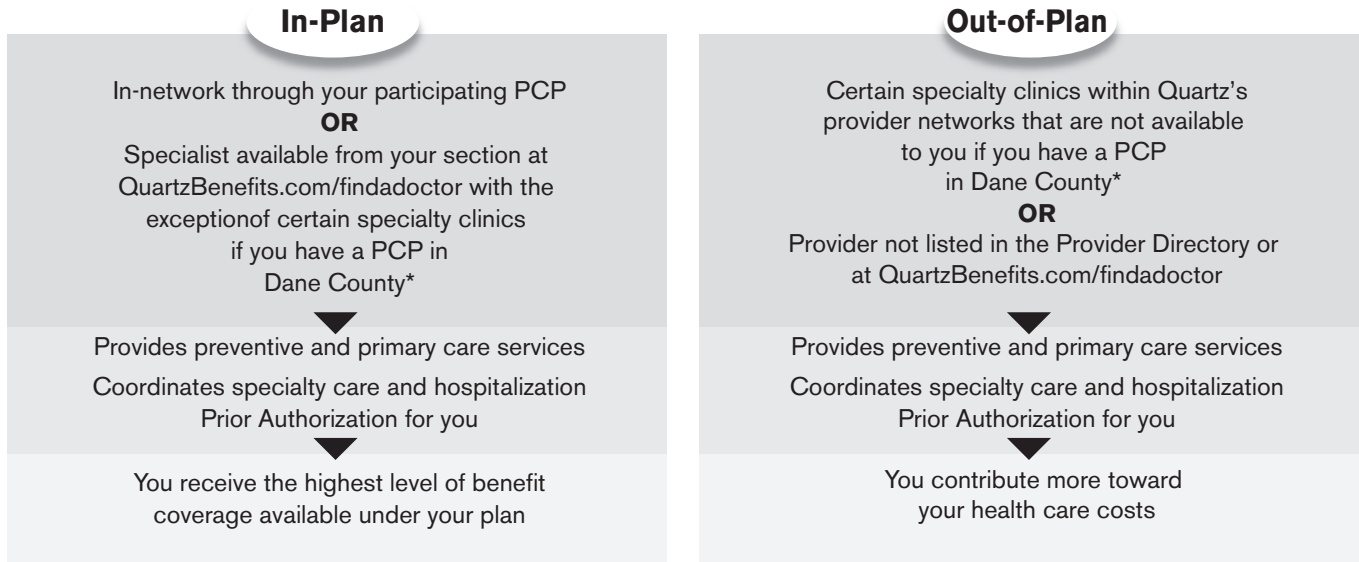 In-Plan
In-network through your participating PCP
OR
Specialist available from your section at
QuartzBenefits.com/findadoctor with the
exceptionof certain specialty clinics
if you have a PCP in
Dane County*
Provides preventive and primary care services
Coordinates specialty care and hospitalization
Prior Authorization for you
You receive the highest level of benefit
coverage available under your plan
Out-of-Plan
Certain specialty clinics within Quartz's
provider networks that are not available
to you if you have a PCP
in Dane County*
OR
Provider not listed in the Provider Directory or
at QuartzBenefits.com/findadoctor
Provides preventive and primary care services
Coordinates specialty care and hospitalization
Prior Authorization for you
You contribute more toward
your health care costs